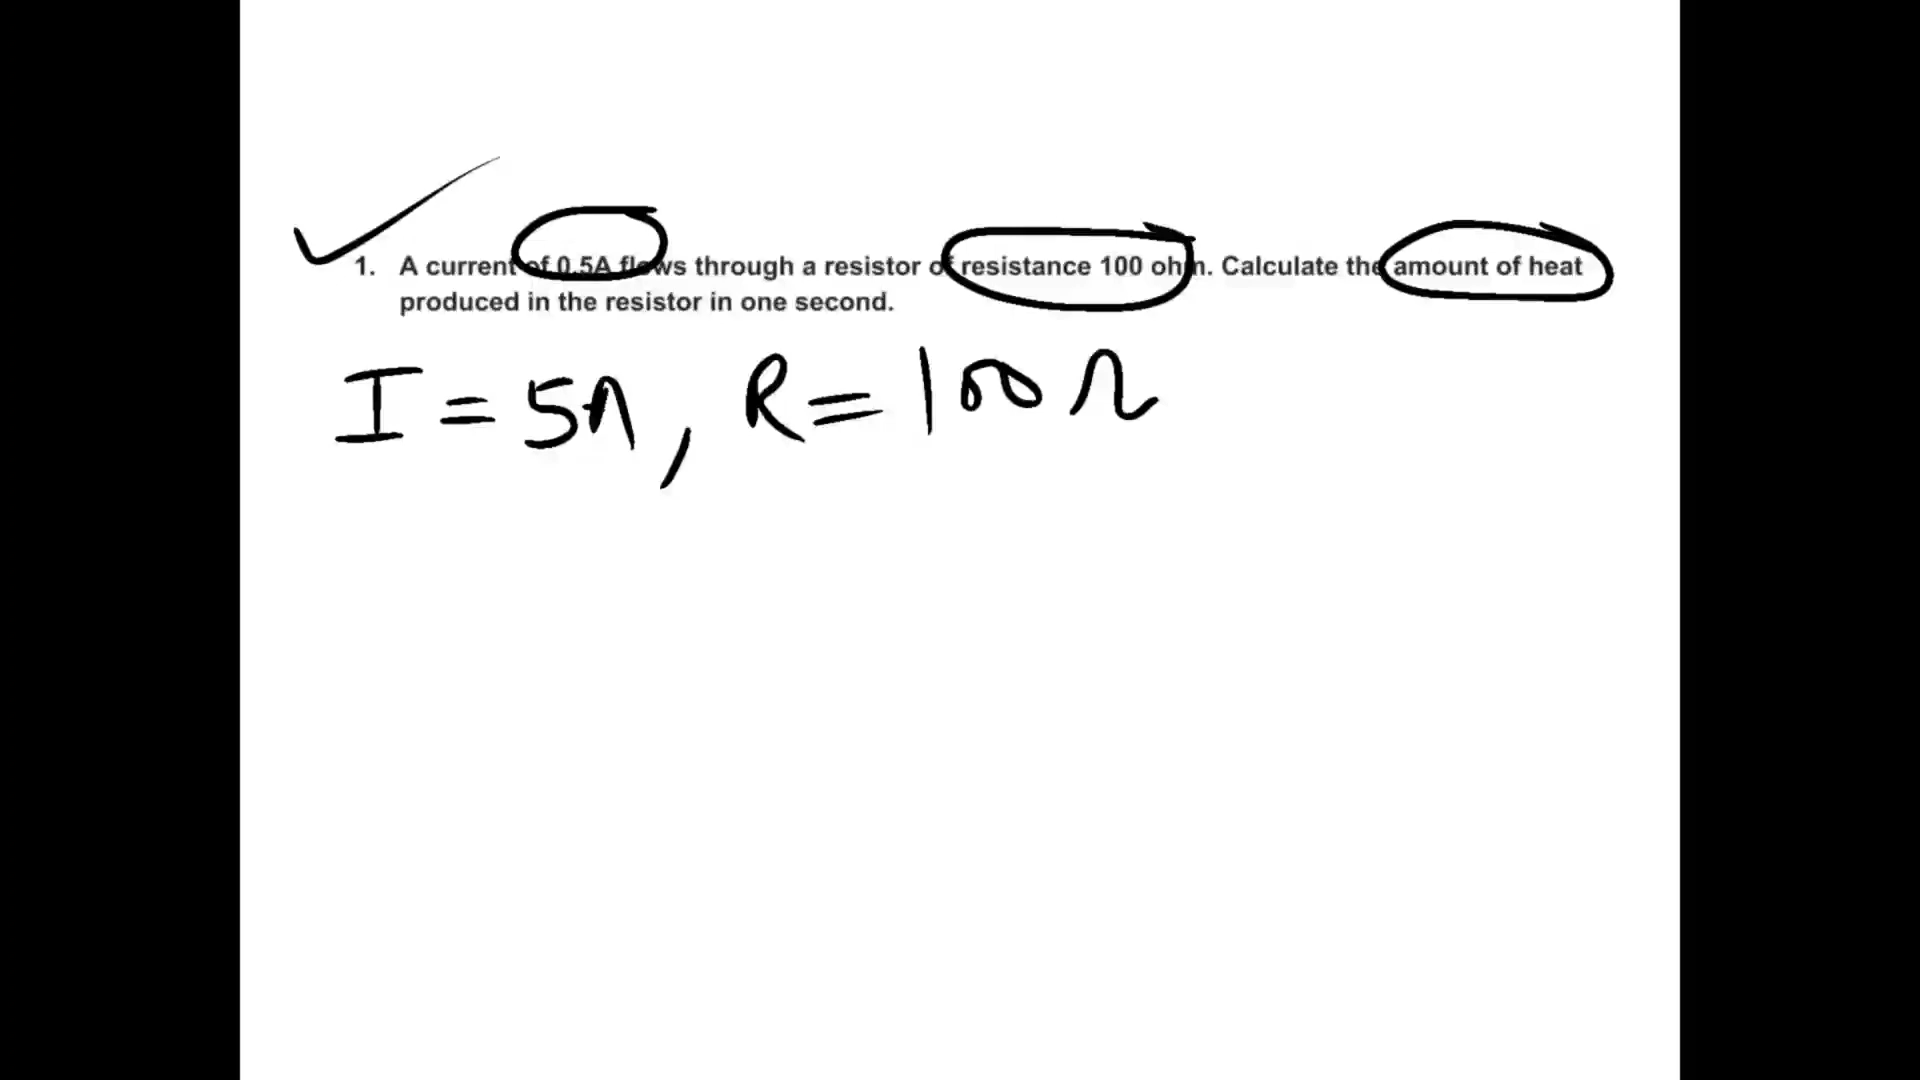 1. A current of 0.5A flows through a resistor of resistance 100 ohm. Calculate the amount of heat
produced in the resistor in one second.
I = 5A, R = 100 Ω